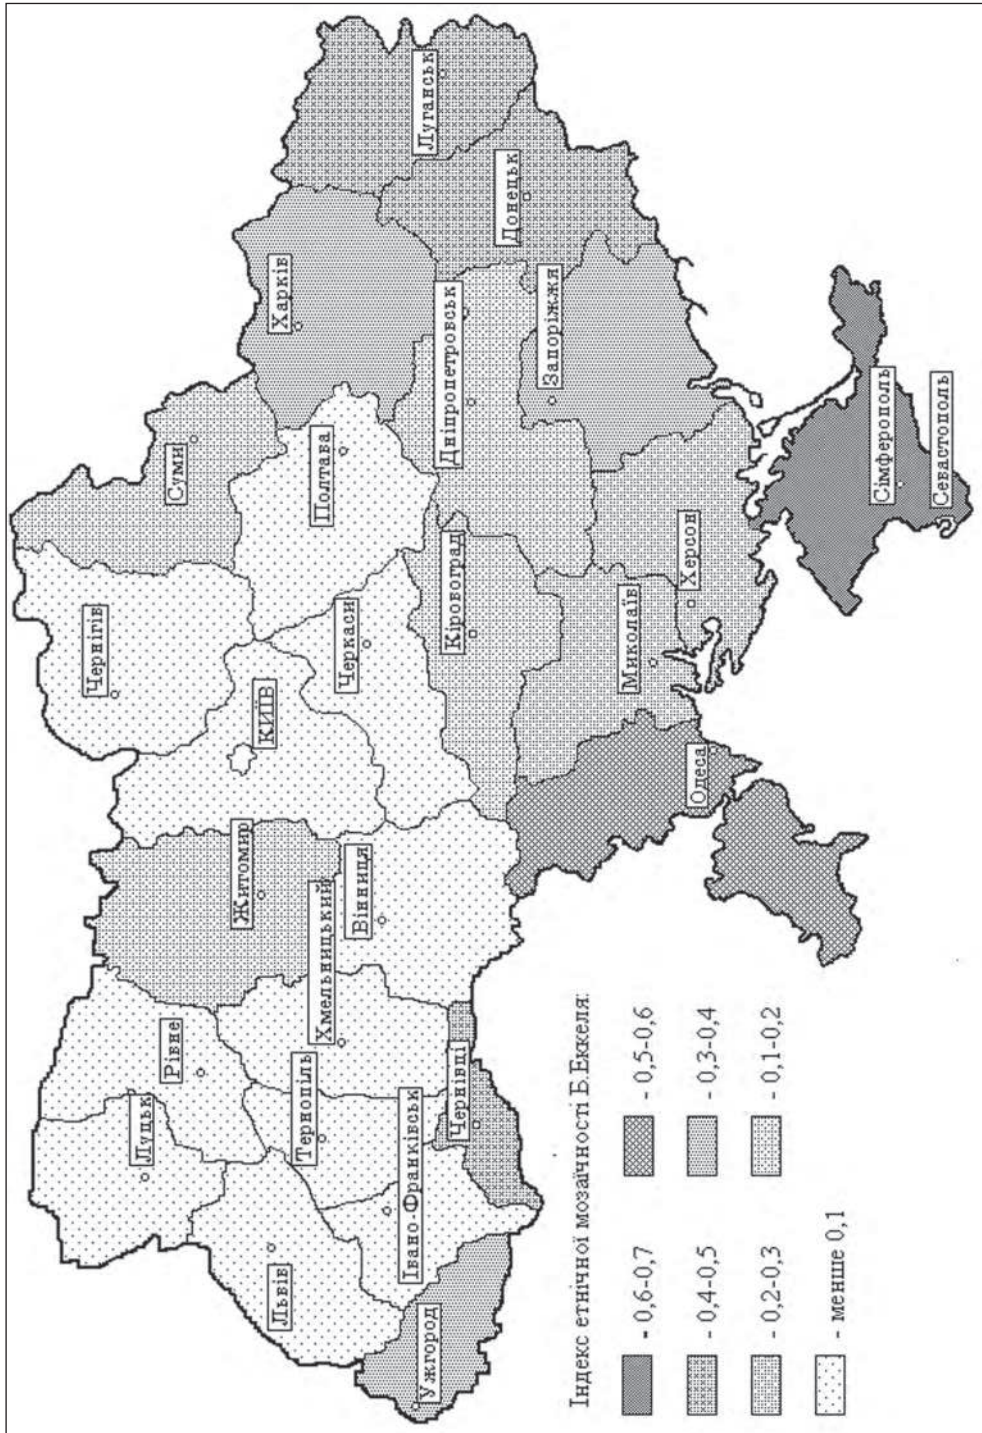 Луцьк
Рівне
Житомир
Чернігів
Суми
КИЇВ
Львів
Тернопіль
Хмельницький
Вінниця
Черкаси
Полтава
Харків
Луганськ
Ужгород
Івано-Франківськ
Чернівці
Кіровоград
Дніпропетровськ
Донецьк
Запоріжжя
Миколаїв
Херсон
Одеса
Сімферополь
Севастополь
Індекс етнічної мозаїчності Б.Еккеля:
- 0,6-0,7
- 0,5-0,6
- 0,4-0,5
- 0,3-0,4
- 0,2-0,3
- 0,1-0,2
- менше 0,1